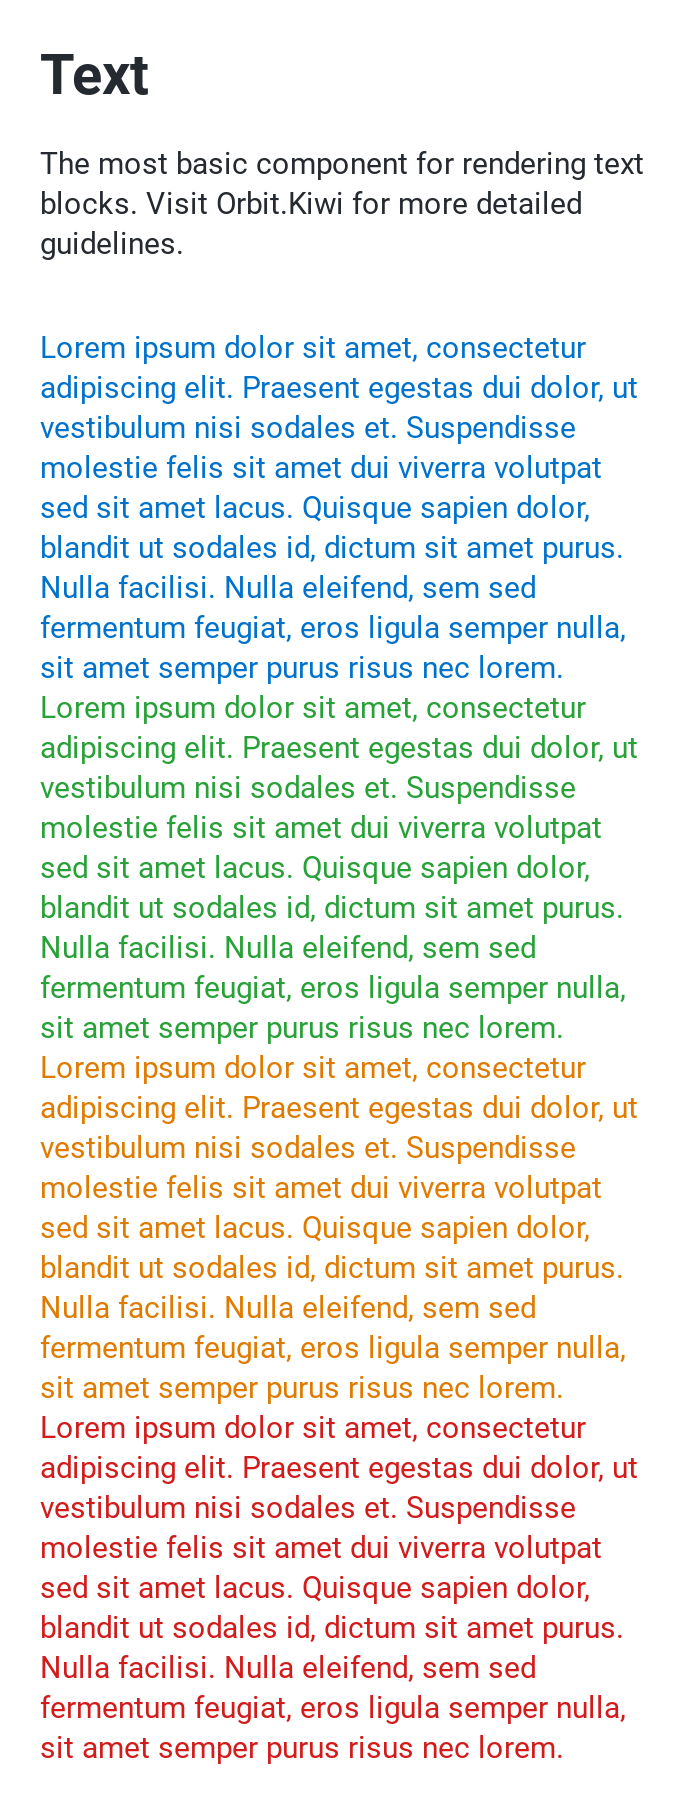 Text
The most basic component for rendering text
blocks. Visit Orbit.Kiwi for more detailed
guidelines.
Lorem ipsum dolor sit amet, consectetur
adipiscing elit. Praesent egestas dui dolor, ut
vestibulum nisi sodales et. Suspendisse
molestie felis sit amet dui viverra volutpat
sed sit amet lacus. Quisque sapien dolor,
blandit ut sodales id, dictum sit amet purus.
Nulla facilisi. Nulla eleifend, sem sed
fermentum feugiat, eros ligula semper nulla,
sit amet semper purus risus nec lorem.
Lorem ipsum dolor sit amet, consectetur
adipiscing elit. Praesent egestas dui dolor, ut
vestibulum nisi sodales et. Suspendisse
molestie felis sit amet dui viverra volutpat
sed sit amet lacus. Quisque sapien dolor,
blandit ut sodales id, dictum sit amet purus.
Nulla facilisi. Nulla eleifend, sem sed
fermentum feugiat, eros ligula semper nulla,
sit amet semper purus risus nec lorem.
Lorem ipsum dolor sit amet, consectetur
adipiscing elit. Praesent egestas dui dolor, ut
vestibulum nisi sodales et. Suspendisse
molestie felis sit amet dui viverra volutpat
sed sit amet lacus. Quisque sapien dolor,
blandit ut sodales id, dictum sit amet purus.
Nulla facilisi. Nulla eleifend, sem sed
fermentum feugiat, eros ligula semper nulla,
sit amet semper purus risus nec lorem.
Lorem ipsum dolor sit amet, consectetur
adipiscing elit. Praesent egestas dui dolor, ut
vestibulum nisi sodales et. Suspendisse
molestie felis sit amet dui viverra volutpat
sed sit amet lacus. Quisque sapien dolor,
blandit ut sodales id, dictum sit amet purus.
Nulla facilisi. Nulla eleifend, sem sed
fermentum feugiat, eros ligula semper nulla,
sit amet semper purus risus nec lorem.